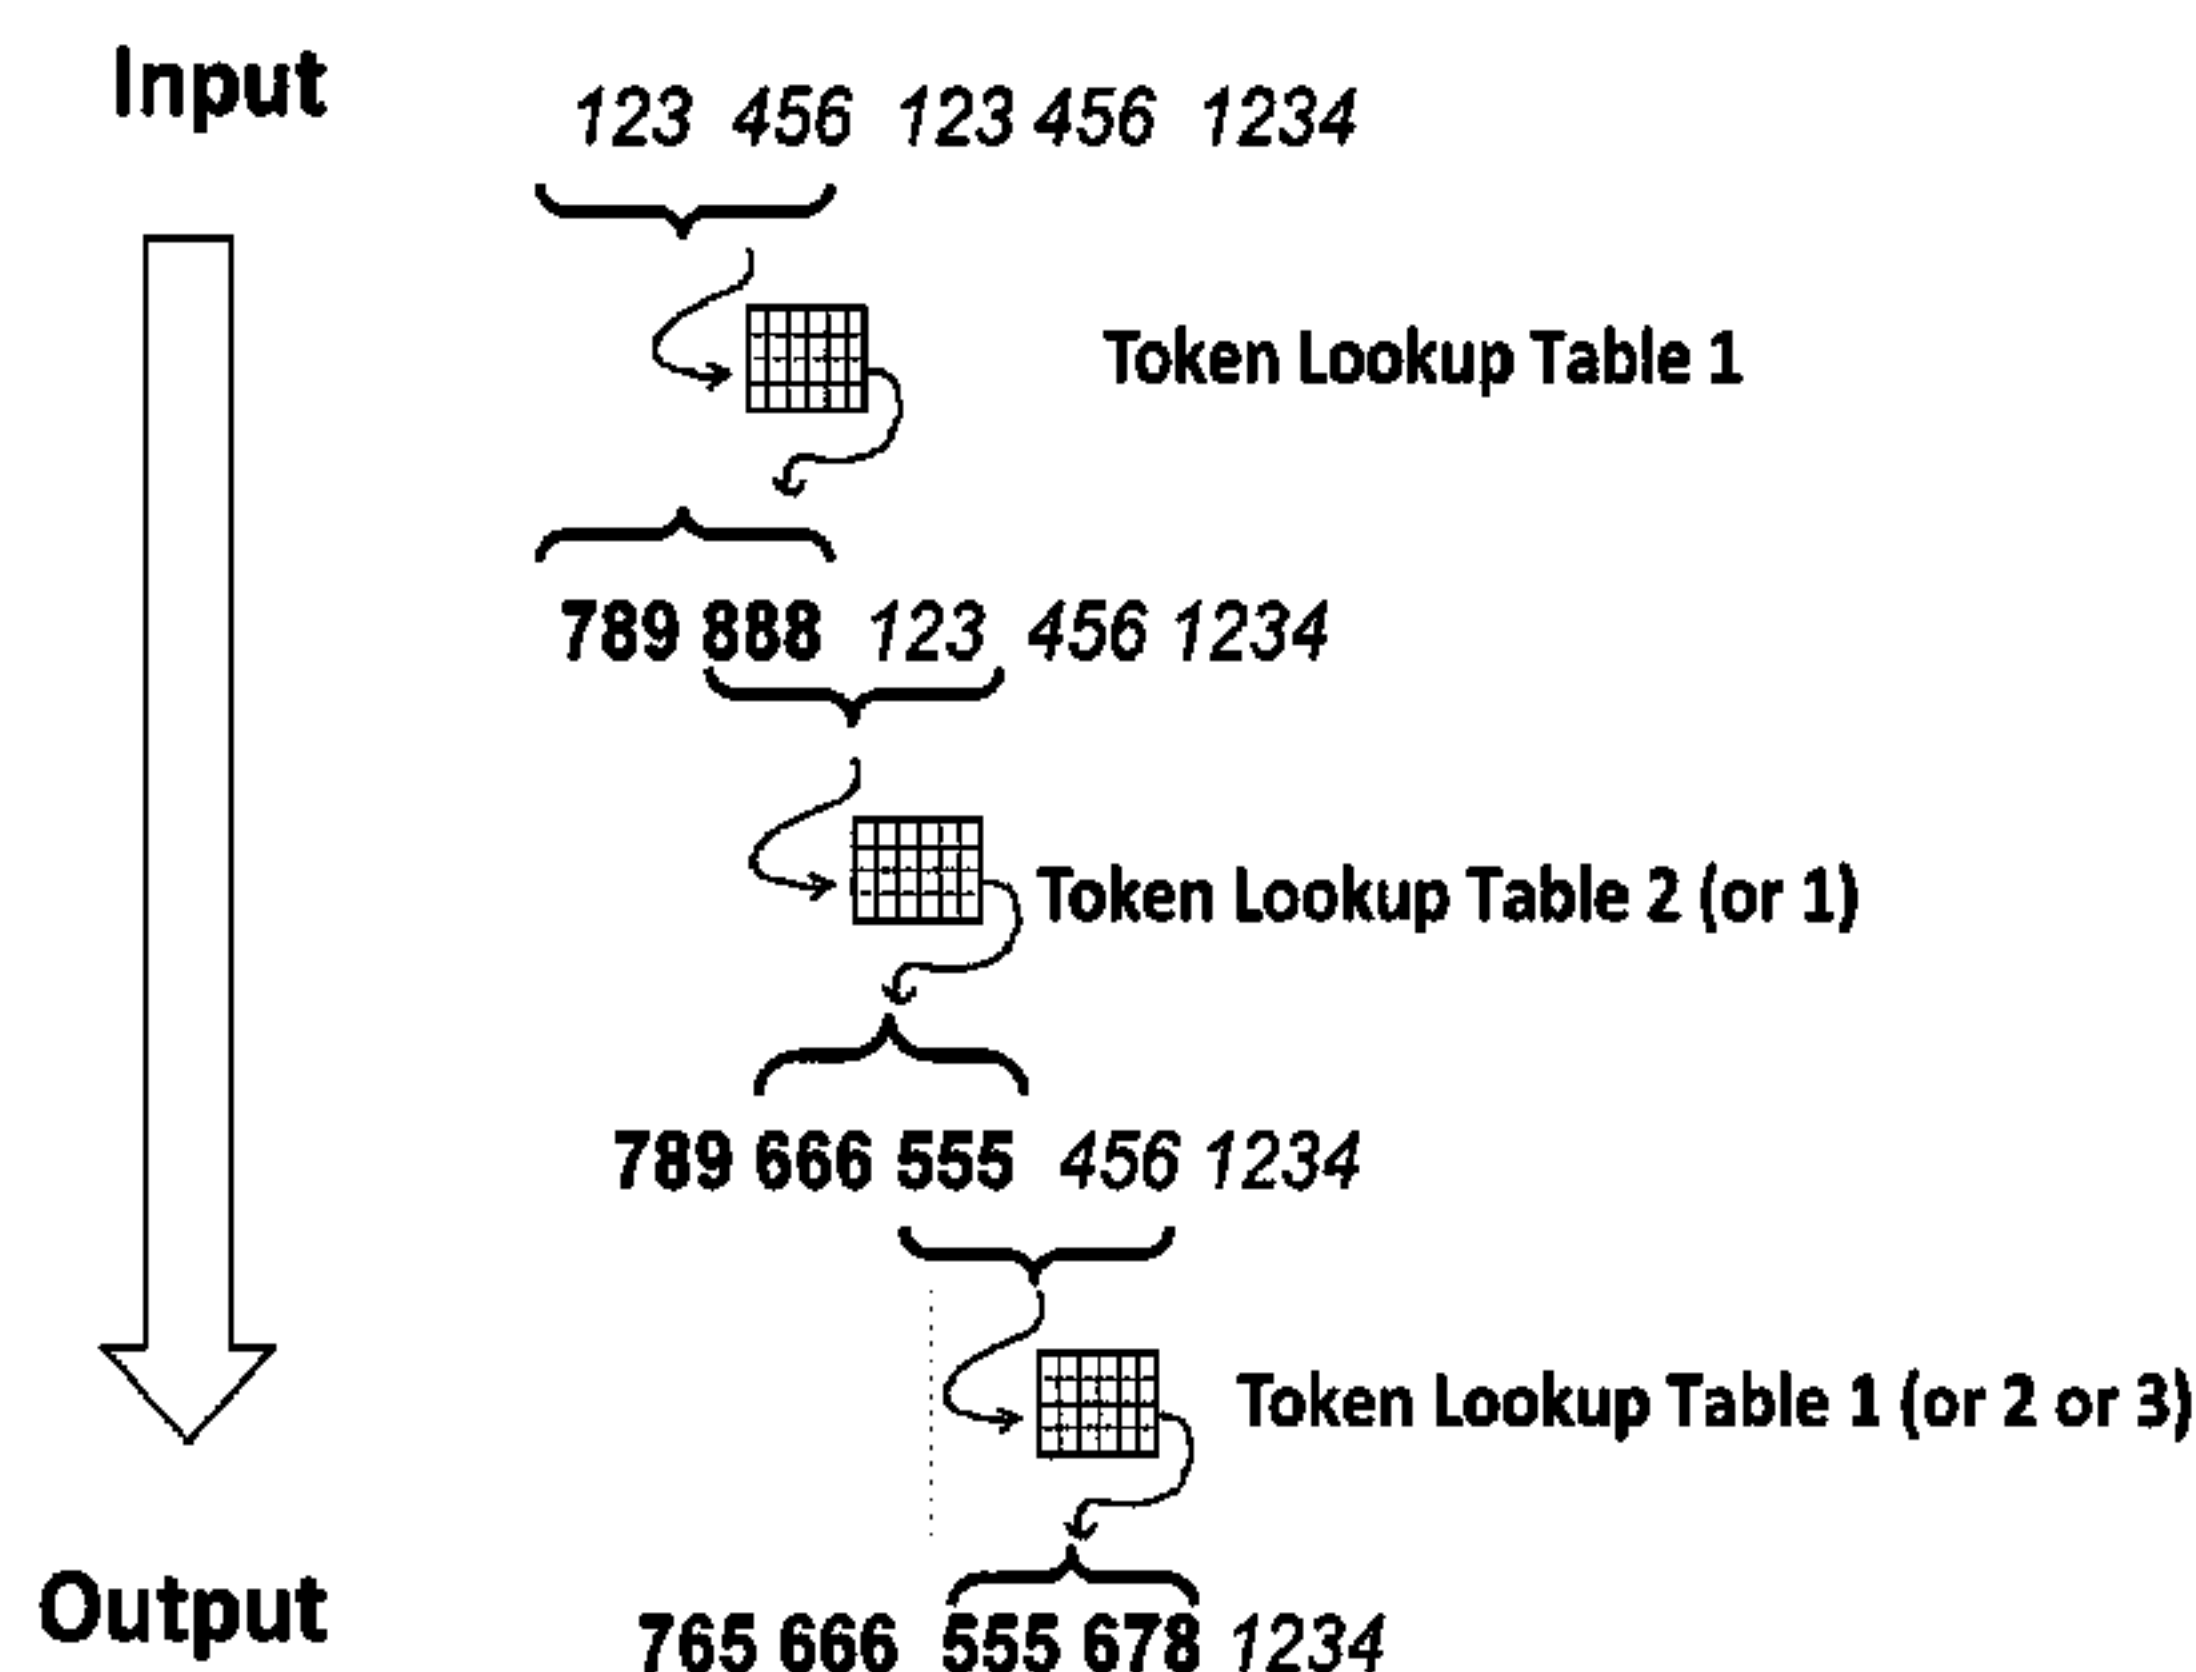 Input
123 456 123 456 1234
Token Lookup Table 1
789 888 123 456 1234
Token Lookup Table 2 (or 1)
789 666 555 456 1234
Token Lookup Table 1 (or 2 or 3)
Output
765 666 555 678 1234